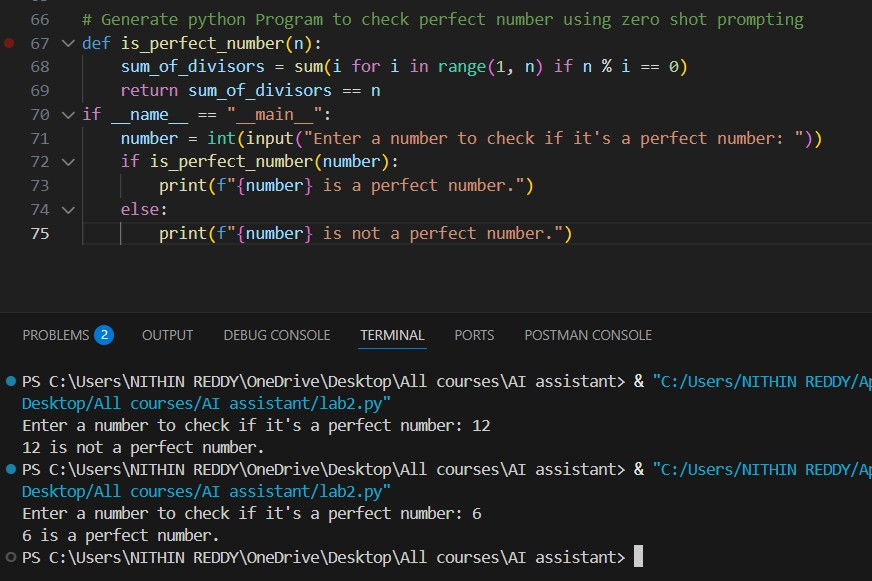 66 # Generate python Program to check perfect number using zero shot prompting
67 def is_perfect_number(n):
68 sum_of_divisors = sum(i for i in range(1, n) if n % i == 0)
69 return sum_of_divisors == n
70 if __name__ == "__main__":
71 number = int(input("Enter a number to check if it's a perfect number: "))
72 if is_perfect_number(number):
73 print(f"{number} is a perfect number.")
74 else:
75 print(f"{number} is not a perfect number.")
PROBLEMS 2 OUTPUT DEBUG CONSOLE TERMINAL PORTS POSTMAN CONSOLE
PS C:\Users\NITHIN REDDY\OneDrive\Desktop\All courses\AI assistant> & "C:/Users/NITHIN REDDY/Ap
Desktop/All courses/AI assistant/lab2.py"
Enter a number to check if it's a perfect number: 12
12 is not a perfect number.
PS C:\Users\NITHIN REDDY\OneDrive\Desktop\All courses\AI assistant> & "C:/Users/NITHIN REDDY/Ap
Desktop/All courses/AI assistant/lab2.py"
Enter a number to check if it's a perfect number: 6
6 is a perfect number.
PS C:\Users\NITHIN REDDY\OneDrive\Desktop\All courses\AI assistant>